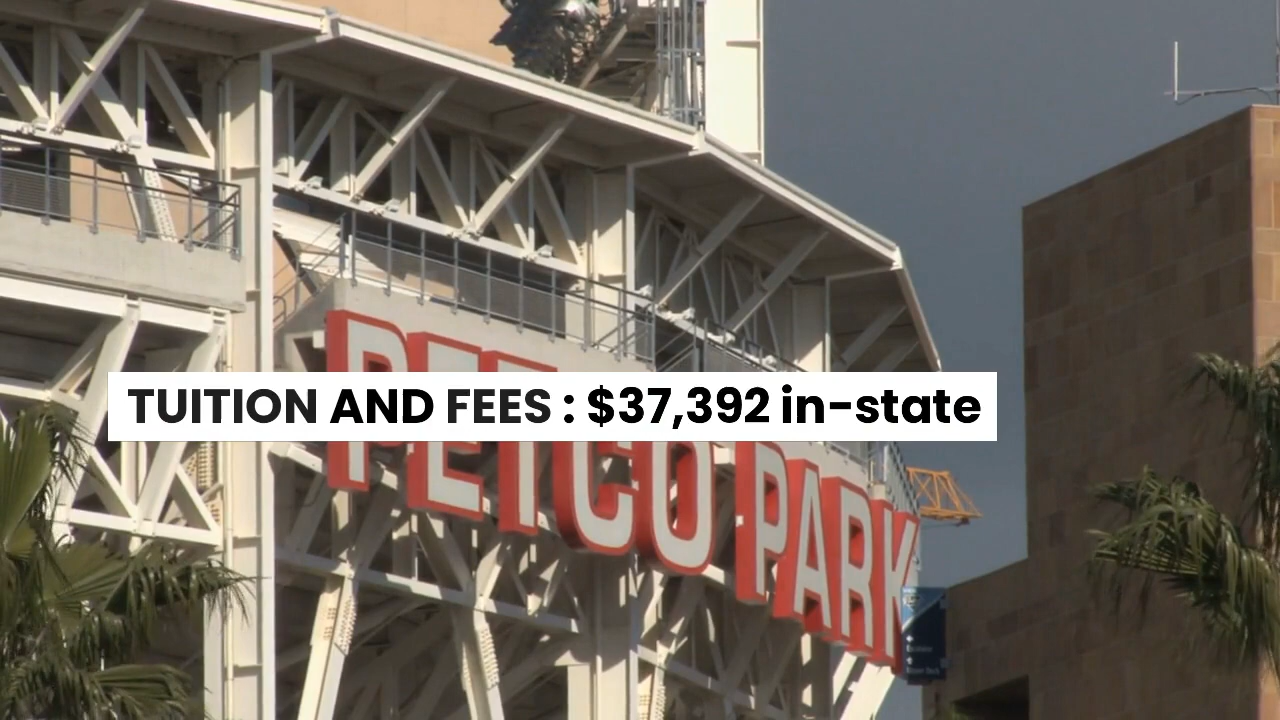 TUITION AND FEES : $37,392 in-state
PETCO PARK